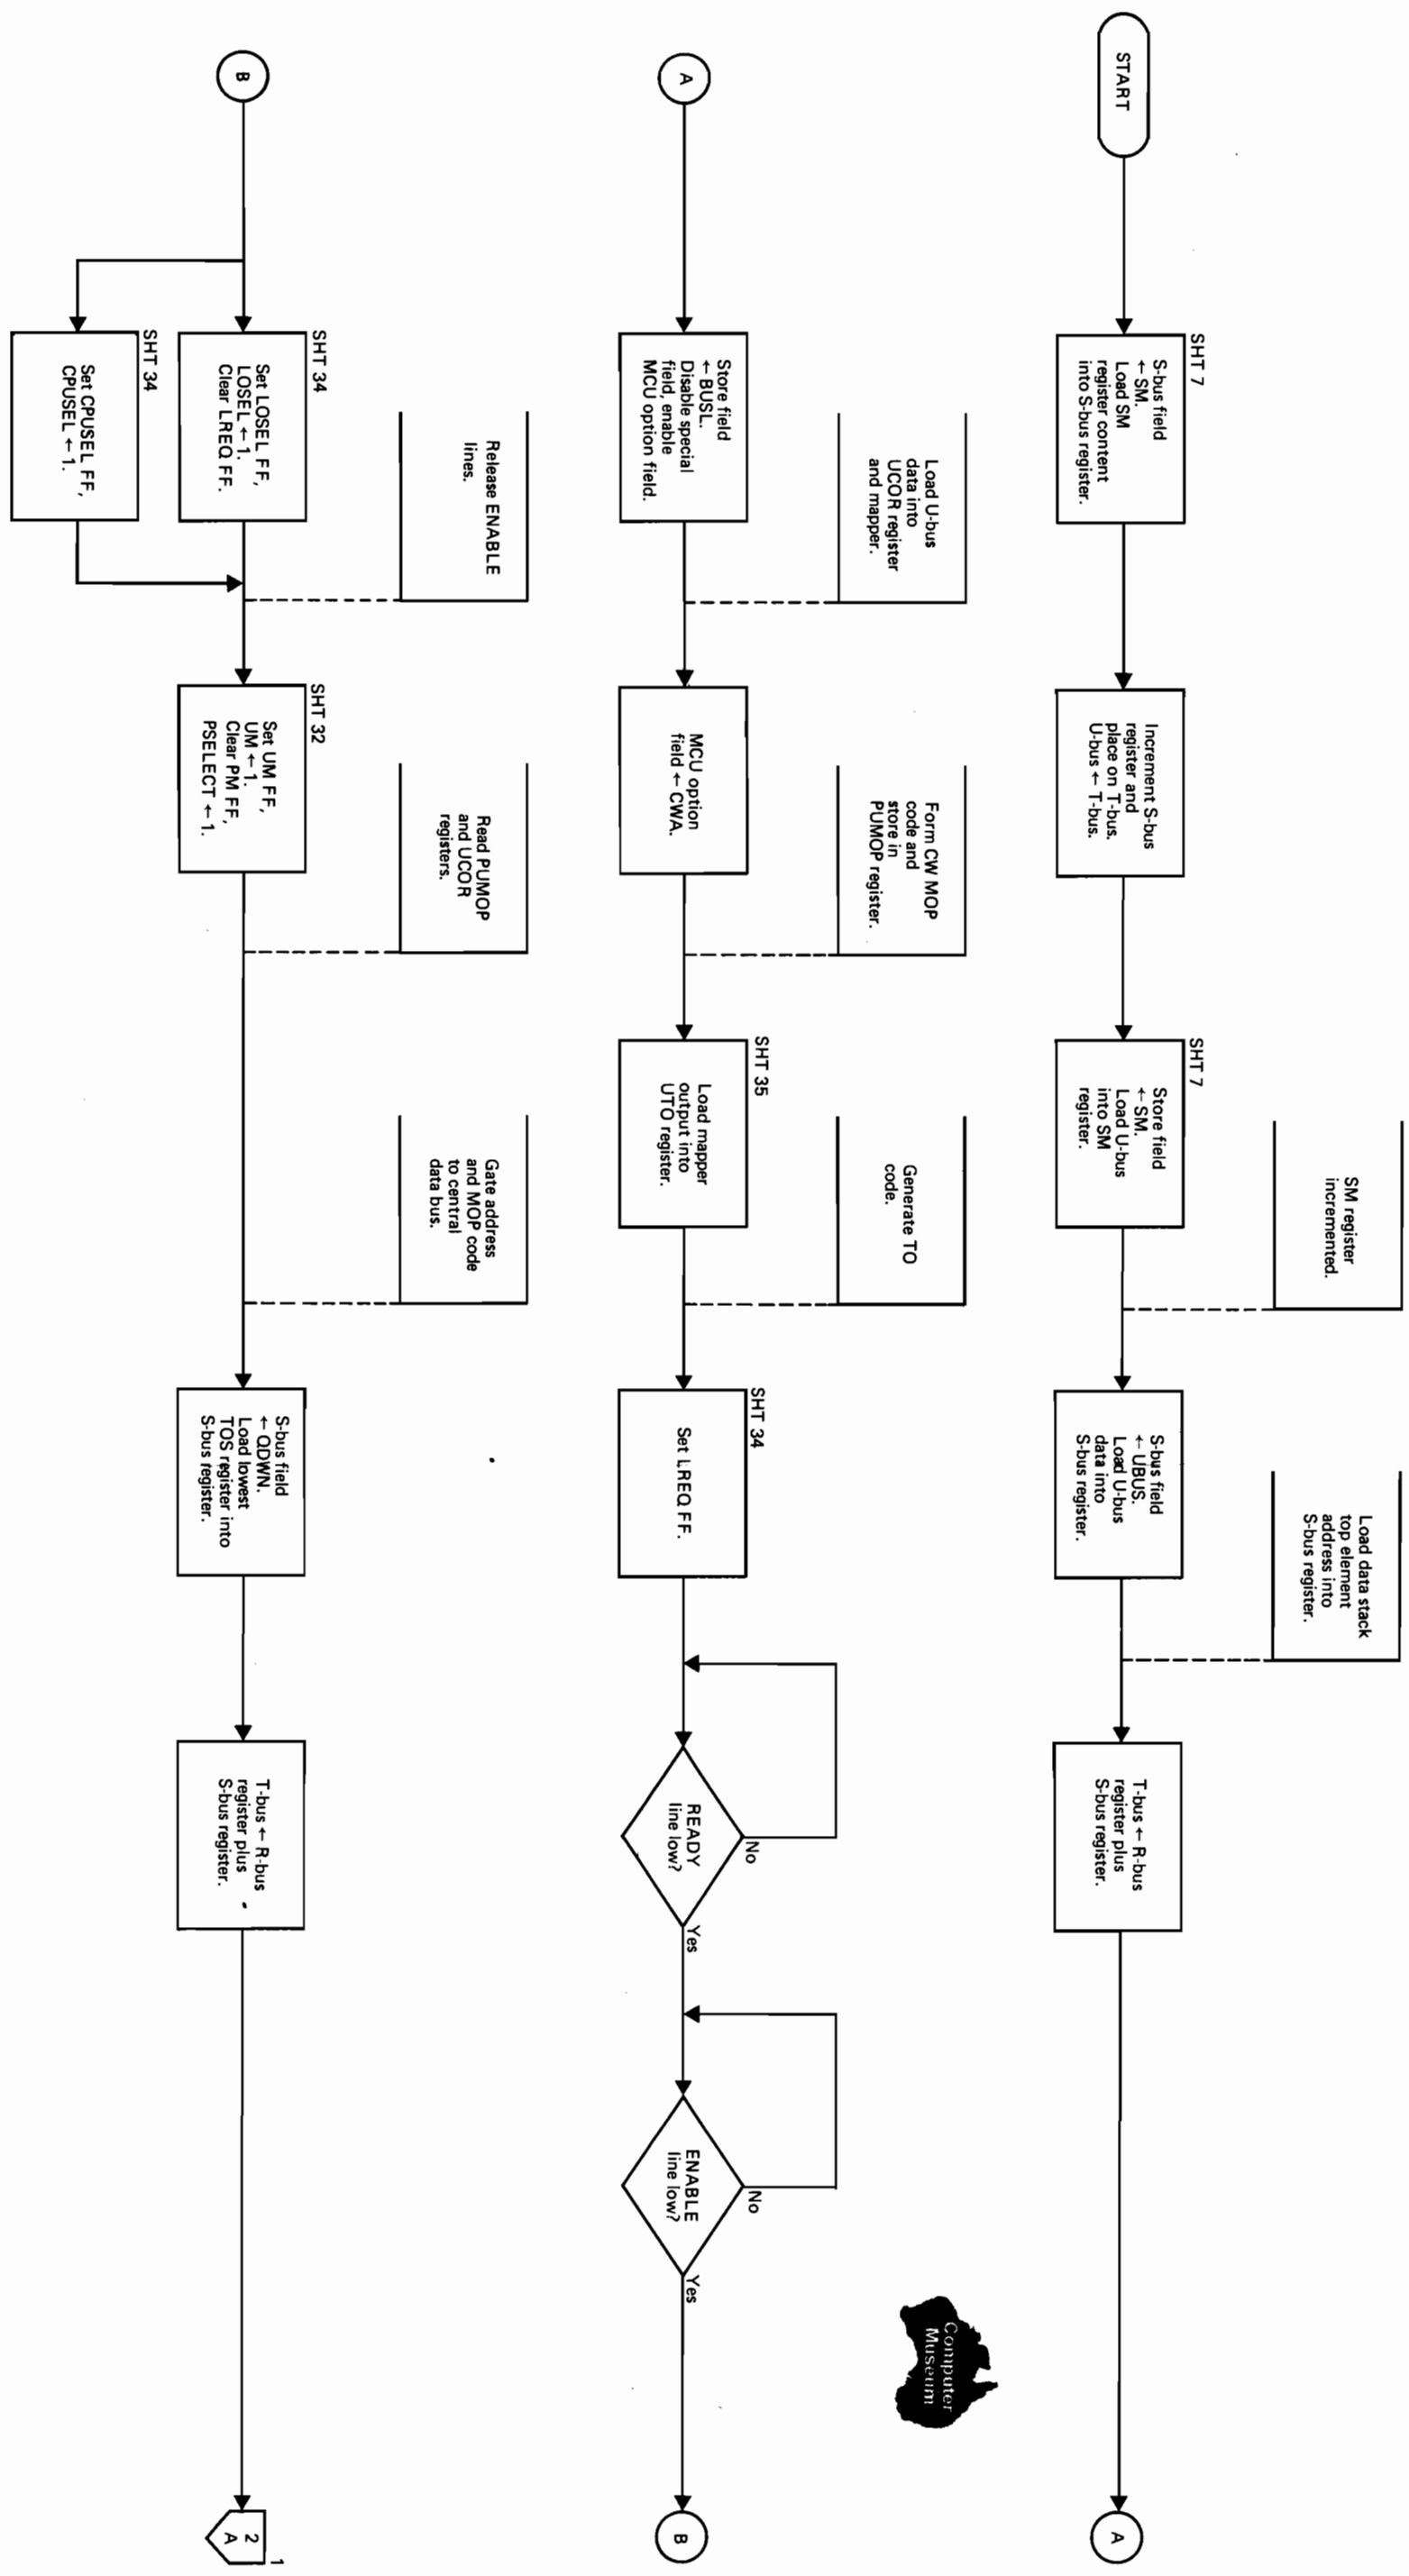 START
SHT 7
S-bus field
← SM.
Load SM
register content
into S-bus register.
Increment S-bus
register and
place on T-bus.
U-bus ← T-bus.
SHT 7
Store field
← SM.
Load U-bus
into SM
register.
SM register
incremented.
S-bus field
← UBUS.
Load U-bus
data into
S-bus register.
Load data stack
top element
address into
S-bus register.
T-bus ← R-bus
register plus
S-bus register.
A
A
Store field
← BUSL.
Disable special
field, enable
MCU option field.
Load U-bus
data into
UCOR register
and mapper.
MCU option
field ← CWA.
Form CW MOP
code and
store in
PUMOP register.
SHT 35
Load mapper
output into
UTO register.
Generate TO
code.
SHT 34
Set LREQ FF.
READY
line low?
No
Yes
ENABLE
line low?
No
Yes
Computer
Museum
B
B
SHT 34
Set LOSEL FF,
LOSEL ← 1.
Clear LREQ FF.
SHT 34
Set CPUSEL FF,
CPUSEL ← 1.
Release ENABLE
lines.
SHT 32
Set UM FF,
UM ← 1.
Clear PM FF,
PSELECT ← 1.
Read PUMOP
and UCOR
registers.
Gate address
and MOP code
to central
data bus.
S-bus field
← QDWN.
Load lowest
TOS register into
S-bus register.
T-bus ← R-bus
register plus
S-bus register.
2
A
1